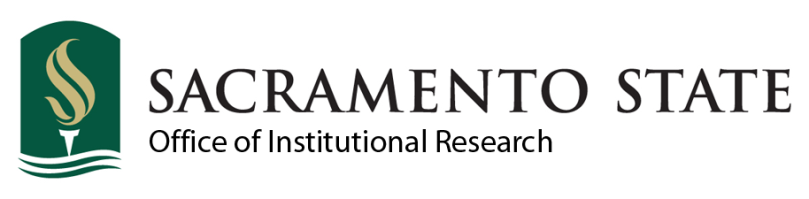 SACRAMENTO STATE
Office of Institutional Research